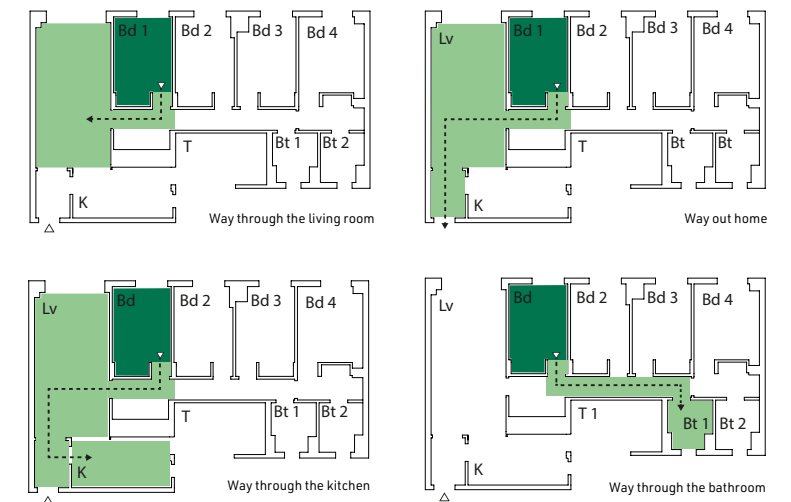 Bd 1
Bd 2
Bd 3
Bd 4
T
Bt 1
Bt 2
K
Way through the living room
Lv
Bd 1
Bd 2
Bd 3
Bd 4
T
Bt
Bt
K
Way out home
Lv
Bd
Bd 2
Bd 3
Bd 4
T
Bt 1
Bt 2
K
Way through the kitchen
Lv
Bd
Bd 2
Bd 3
Bd 4
T 1
Bt 1
Bt 2
K
Way through the bathroom